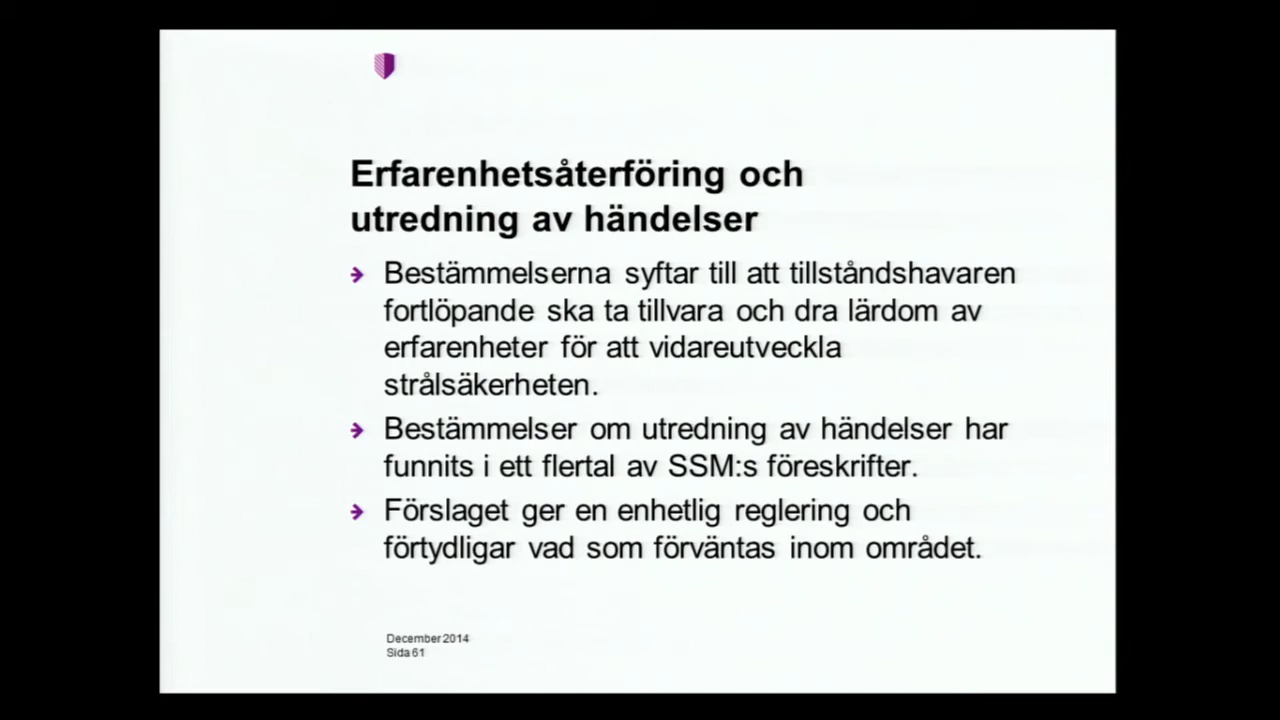 Erfarenhetsåterföring och
utredning av händelser
Bestämmelserna syftar till att tillståndshavaren
fortlöpande ska ta tillvara och dra lärdom av
erfarenheter för att vidareutveckla
strålsäkerheten.
Bestämmelser om utredning av händelser har
funnits i ett flertal av SSM:s föreskrifter.
Förslaget ger en enhetlig reglering och
förtydligar vad som förväntas inom området.
December 2014
Sida 61